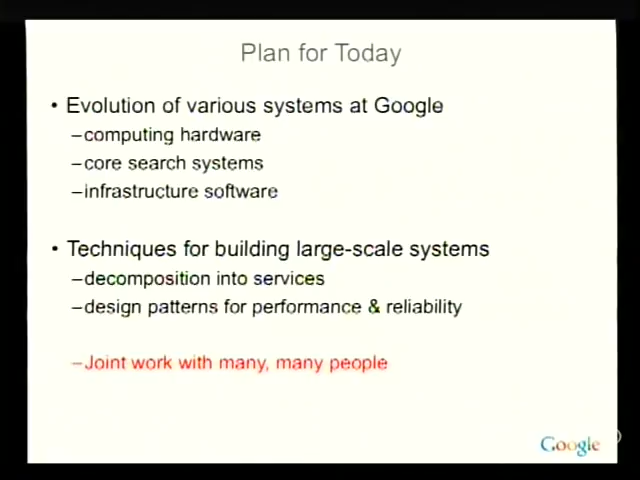 Plan for Today
• Evolution of various systems at Google
–computing hardware
–core search systems
–infrastructure software
• Techniques for building large-scale systems
–decomposition into services
–design patterns for performance & reliability
–Joint work with many, many people
Google